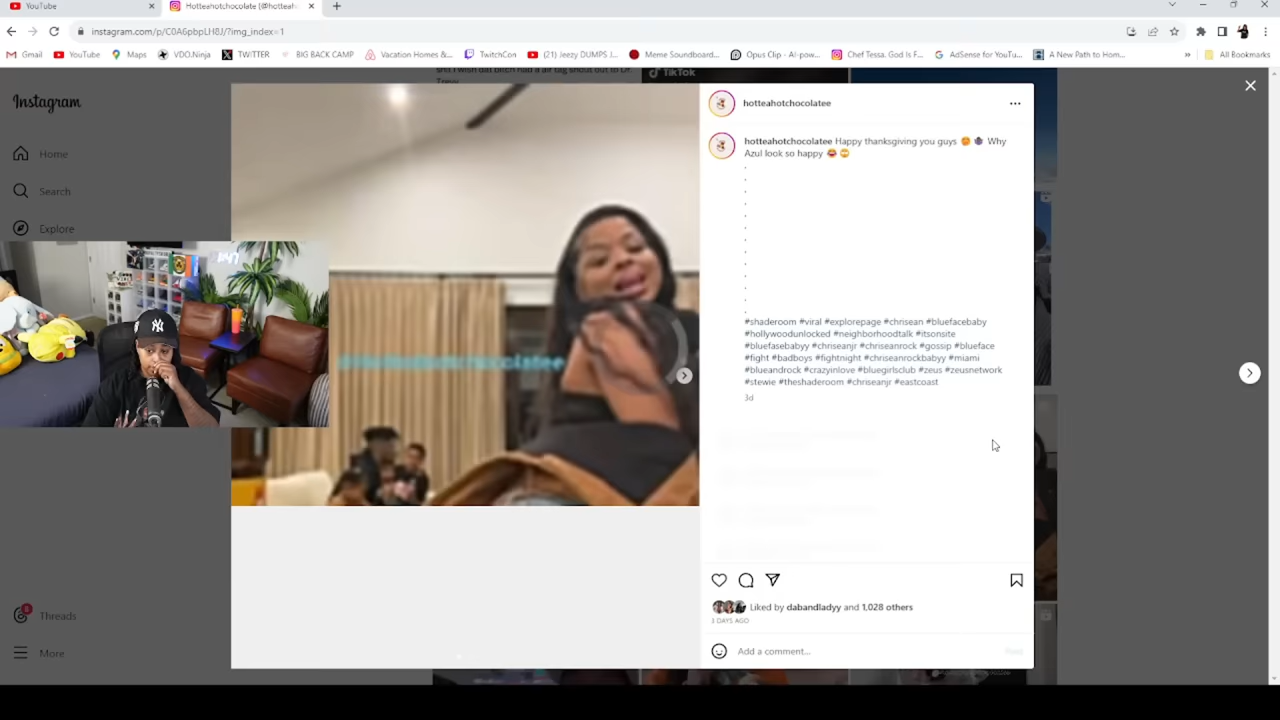 YouTube
Hotteahotchocolate (@hotteah
instagram.com/p/C0A6pbpLH8J/?img_index=1
Gmail
YouTube
Maps
VDO.Ninja
TWITTER
BIG BACK CAMP
Vacation Homes &...
TwitchCon
(21) Jeezy DUMPS J...
Meme Soundboard...
Opus Clip - AI-pow...
Chef Tessa. God Is F...
AdSense for YouTu...
A New Path to Hom...
All Bookmarks
TikTok
Instagram
Home
Search
Explore
Threads
More
hotteahotchocolatee
hotteahotchocolatee Happy thanksgiving you guys Why
Azul look so happy
.
.
.
.
.
.
.
.
.
.
.
.
.
#shaderoom #viral #explorepage #chrisean #bluefacebaby
#hollywoodunlocked #neighborhoodtalk #itsonsite
#bluefasebabyy #chriseanjr #chriseanrock #gossip #blueface
#fight #badboys #fightnight #chriseanrockbabyy #miami
#blueandrock #crazyinlove #bluegirlsclub #zeus #zeusnetwork
#stewie #theshaderoom #chriseanjr #eastcoast
3d
Liked by dabandladyy and 1,028 others
3 DAYS AGO
Add a comment...
Post